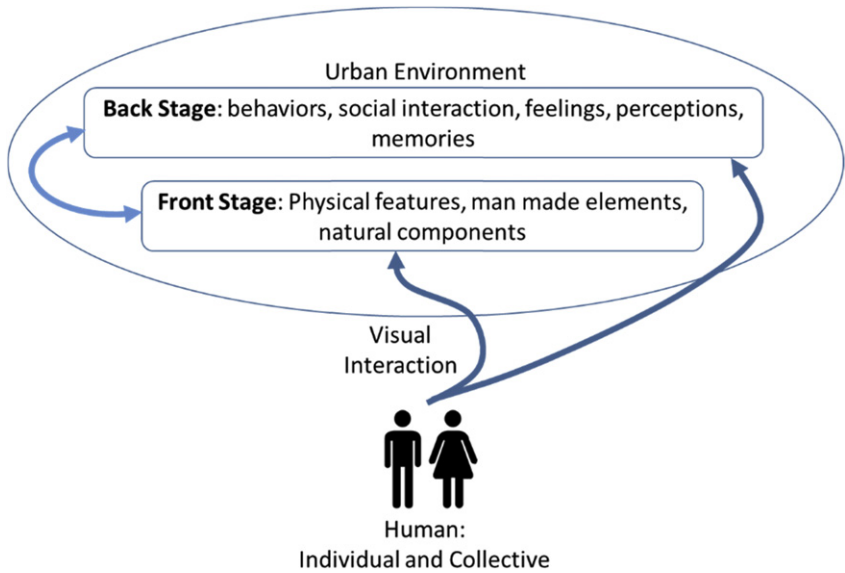 Urban Environment
Back Stage: behaviors, social interaction, feelings, perceptions,
memories
Front Stage: Physical features, man made elements,
natural components
Visual
Interaction
Human:
Individual and Collective